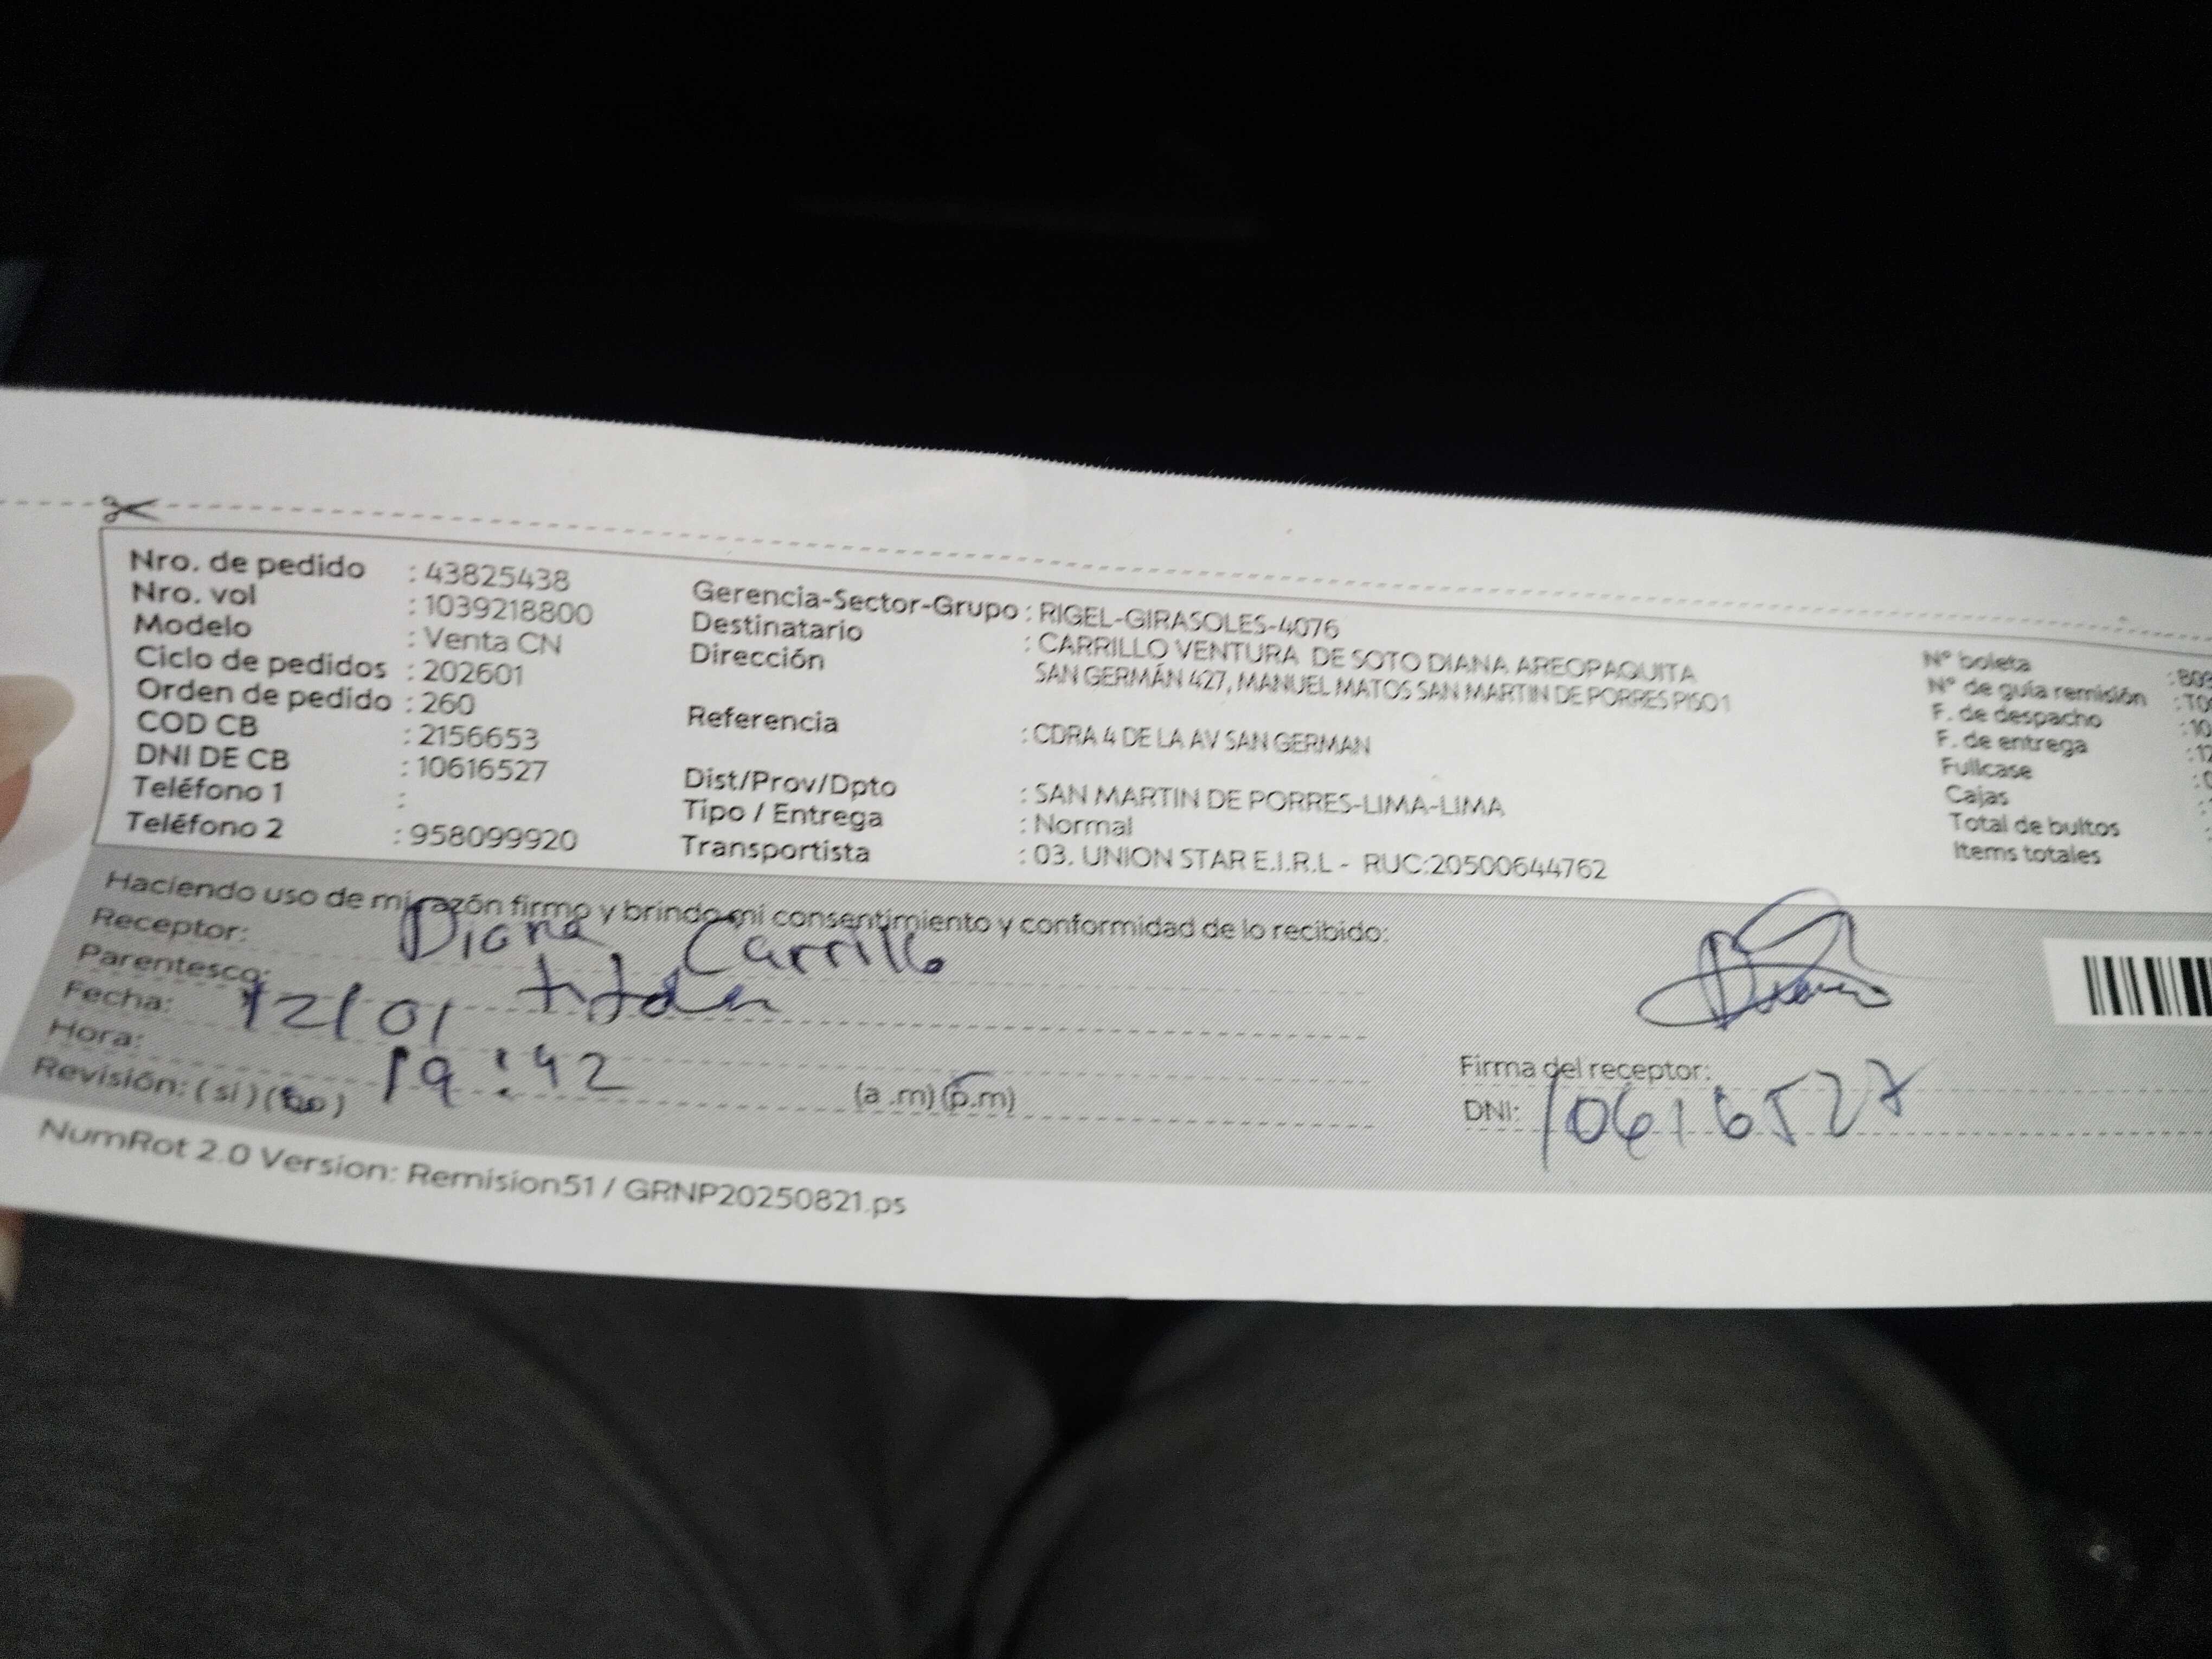 Nro. de pedido : 43825438
Nro. vol : 1039218800
Modelo : Venta CN
Ciclo de pedidos : 202601
Orden de pedido : 260
COD CB : 2156653
DNI DE CB : 10616527
Teléfono 1 :
Teléfono 2 : 958099920
Gerencia-Sector-Grupo : RIGEL-GIRASOLES-4076
Destinatario : CARRILLO VENTURA DE SOTO DIANA AREOPAQUITA
Dirección SAN GERMÁN 427, MANUEL MATOS SAN MARTIN DE PORRES PISO 1
Referencia : CDRA 4 DE LA AV SAN GERMAN
Dist/Prov/Dpto : SAN MARTIN DE PORRES-LIMA-LIMA
Tipo / Entrega : Normal
Transportista : 03. UNION STAR E.I.R.L - RUC:20500644762
Nº boleta
Nº de guía remisión
F. de despacho : 10
F. de entrega : 12
Fullcase
Cajas
Total de bultos
Items totales
Haciendo uso de mi razón firmo y brindo mi consentimiento y conformidad de lo recibido:
Receptor: Diana Carrillo
Parentesco:
Fecha: 12/01
Hora: 19:42 (a .m) (p.m)
Revisión: (si) (no)
Firma del receptor:
DNI: 10616527
NumRot 2.0 Version: Remision51 / GRNP20250821.ps